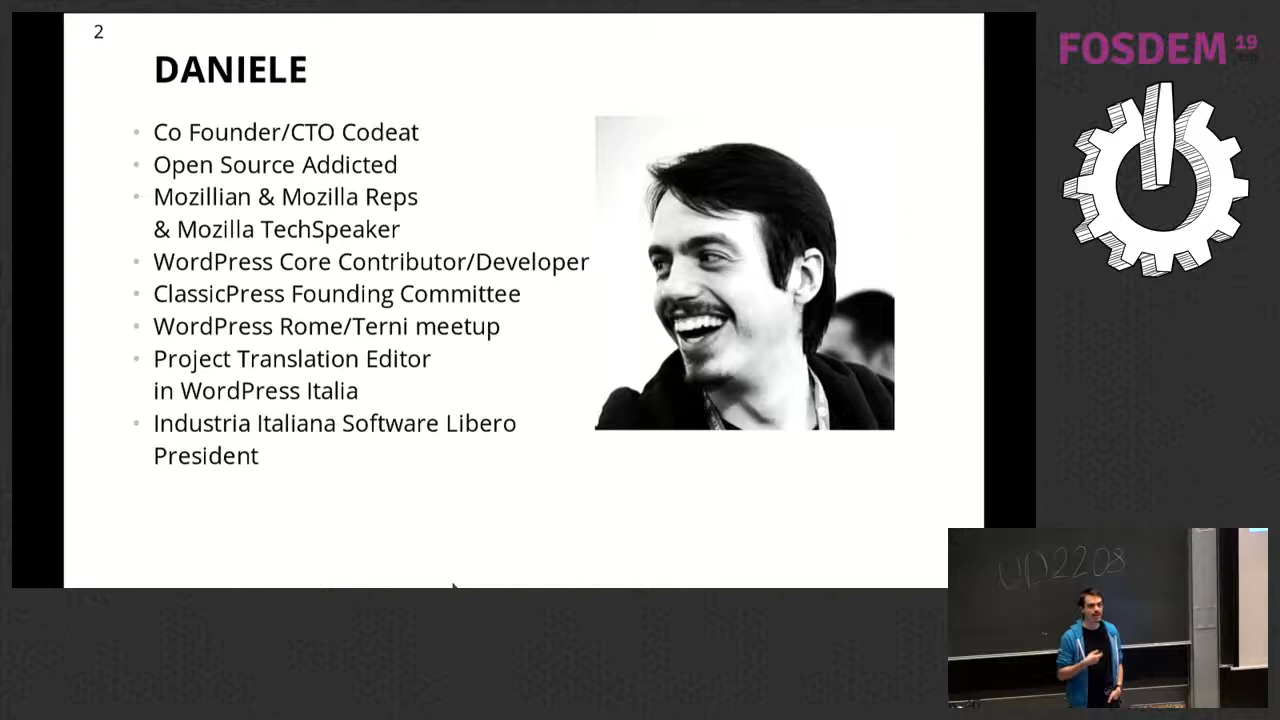 2
DANIELE
Co Founder/CTO Codeat
Open Source Addicted
Mozillian & Mozilla Reps
& Mozilla TechSpeaker
WordPress Core Contributor/Developer
ClassicPress Founding Committee
WordPress Rome/Terni meetup
Project Translation Editor
in WordPress Italia
Industria Italiana Software Libero
President
FOSDEM 19
UD2208